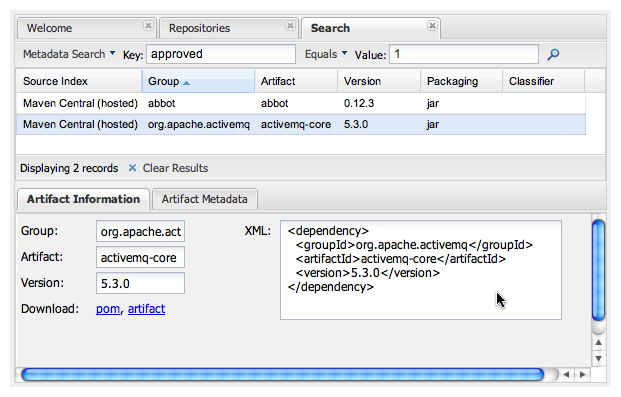 Welcome Repositories Search
Metadata Search Key: approved Equals Value: 1
Source Index Group Artifact Version Packaging Classifier
Maven Central (hosted) abbot abbot 0.12.3 jar
Maven Central (hosted) org.apache.activemq activemq-core 5.3.0 jar
Displaying 2 records Clear Results
Artifact Information Artifact Metadata
Group: org.apache.act XML: <dependency>
<groupId>org.apache.activemq</groupId>
Artifact: activemq-core <artifactId>activemq-core</artifactId>
<version>5.3.0</version>
Version: 5.3.0 </dependency>
Download: pom, artifact